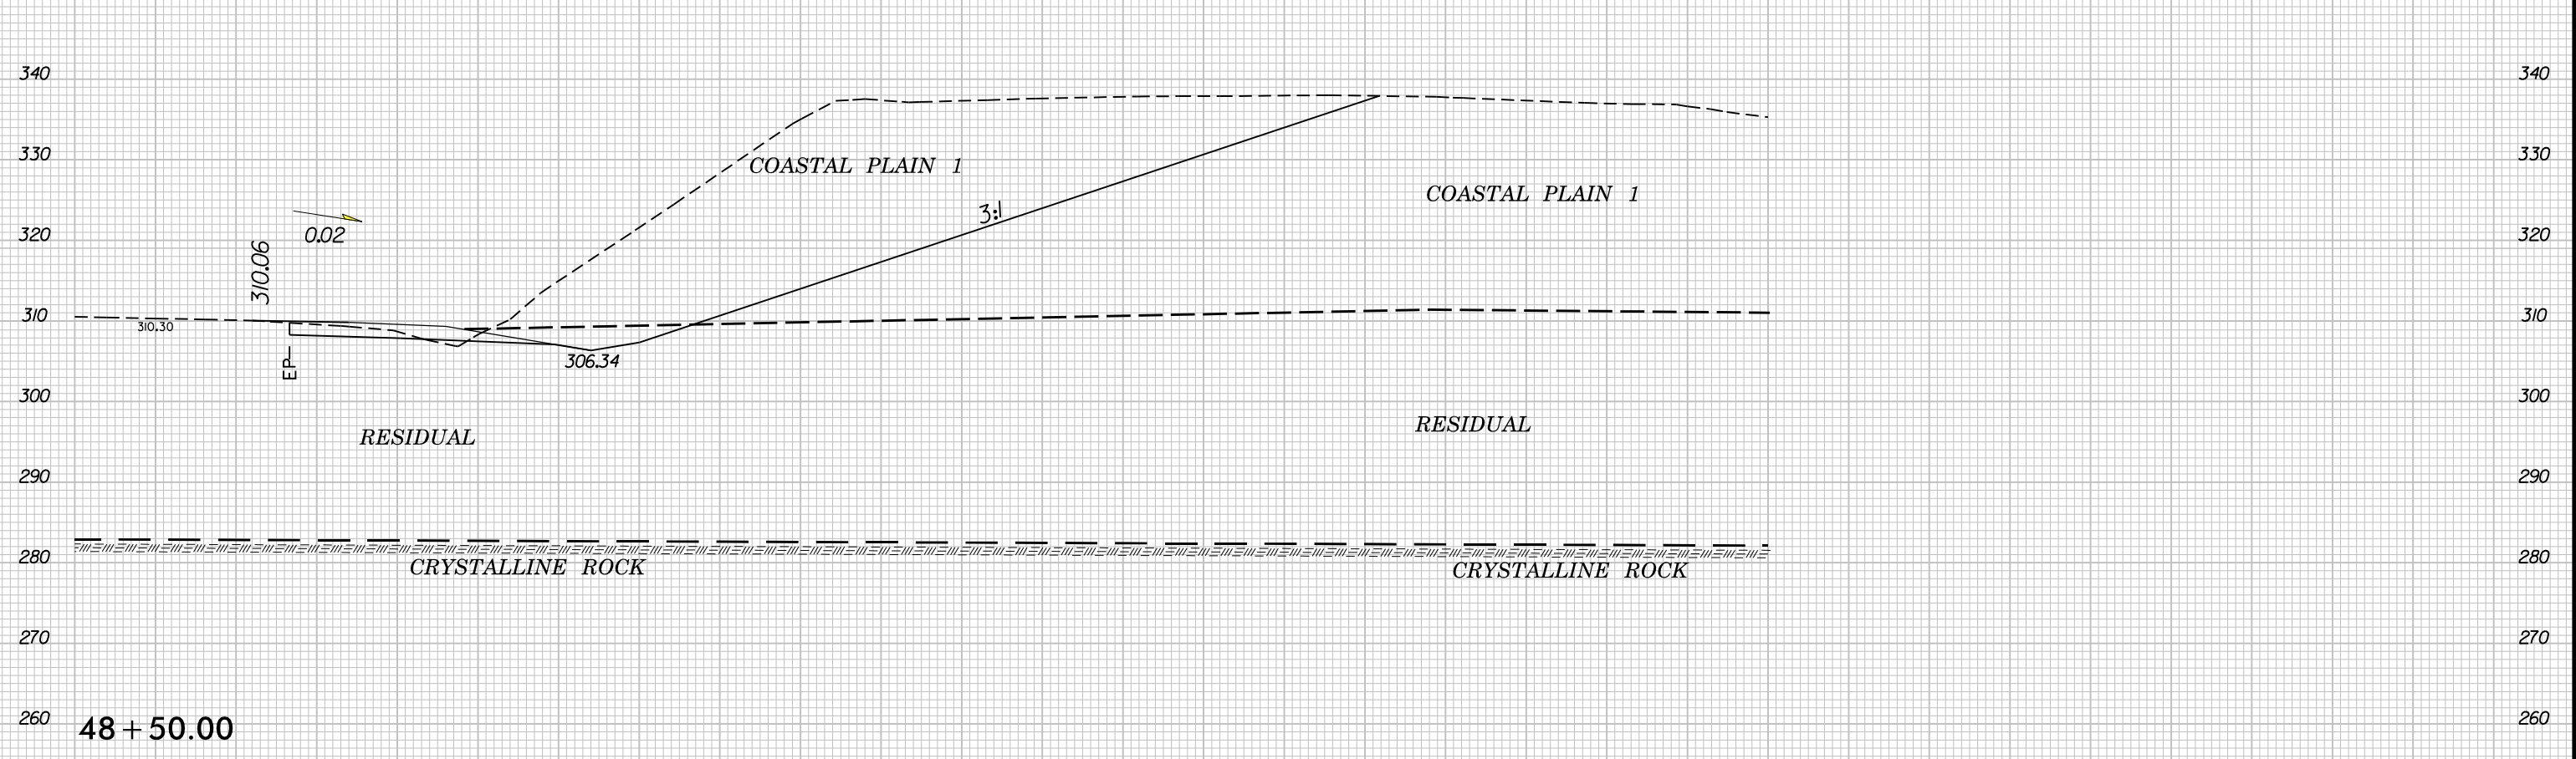 340 340
330 COASTAL PLAIN 1 330
COASTAL PLAIN 1
3:1
320 0.02 320
310.06
310 310.30 310
EP 306.34
300 300
RESIDUAL RESIDUAL
290 290
280 280
CRYSTALLINE ROCK CRYSTALLINE ROCK
270 270
260 260
48+50.00